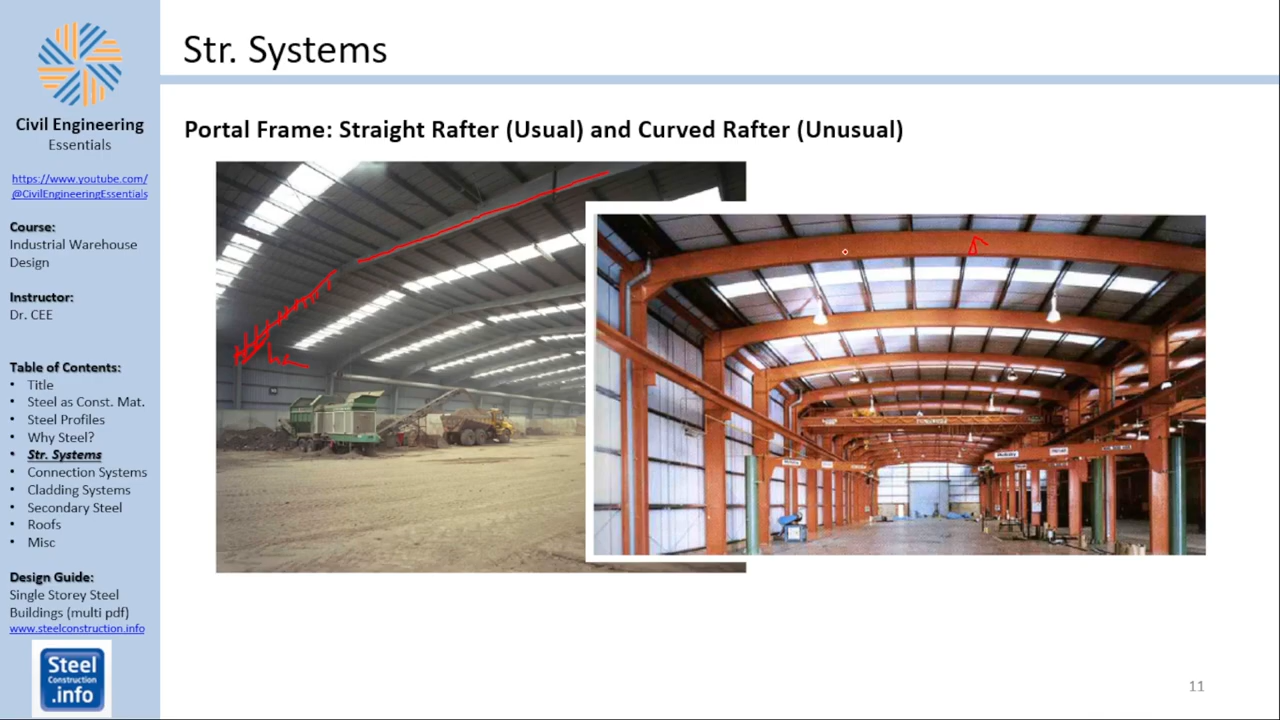 Str. Systems
Civil Engineering
Essentials
https://www.youtube.com/
@CivilEngineeringEssentials
Course:
Industrial Warehouse
Design
Instructor:
Dr. CEE
Table of Contents:
• Title
• Steel as Const. Mat.
• Steel Profiles
• Why Steel?
• Str. Systems
• Connection Systems
• Cladding Systems
• Secondary Steel
• Roofs
• Misc
Design Guide:
Single Storey Steel
Buildings (multi pdf)
www.steelconstruction.info
Steel
Construction
.info
Portal Frame: Straight Rafter (Usual) and Curved Rafter (Unusual)
11